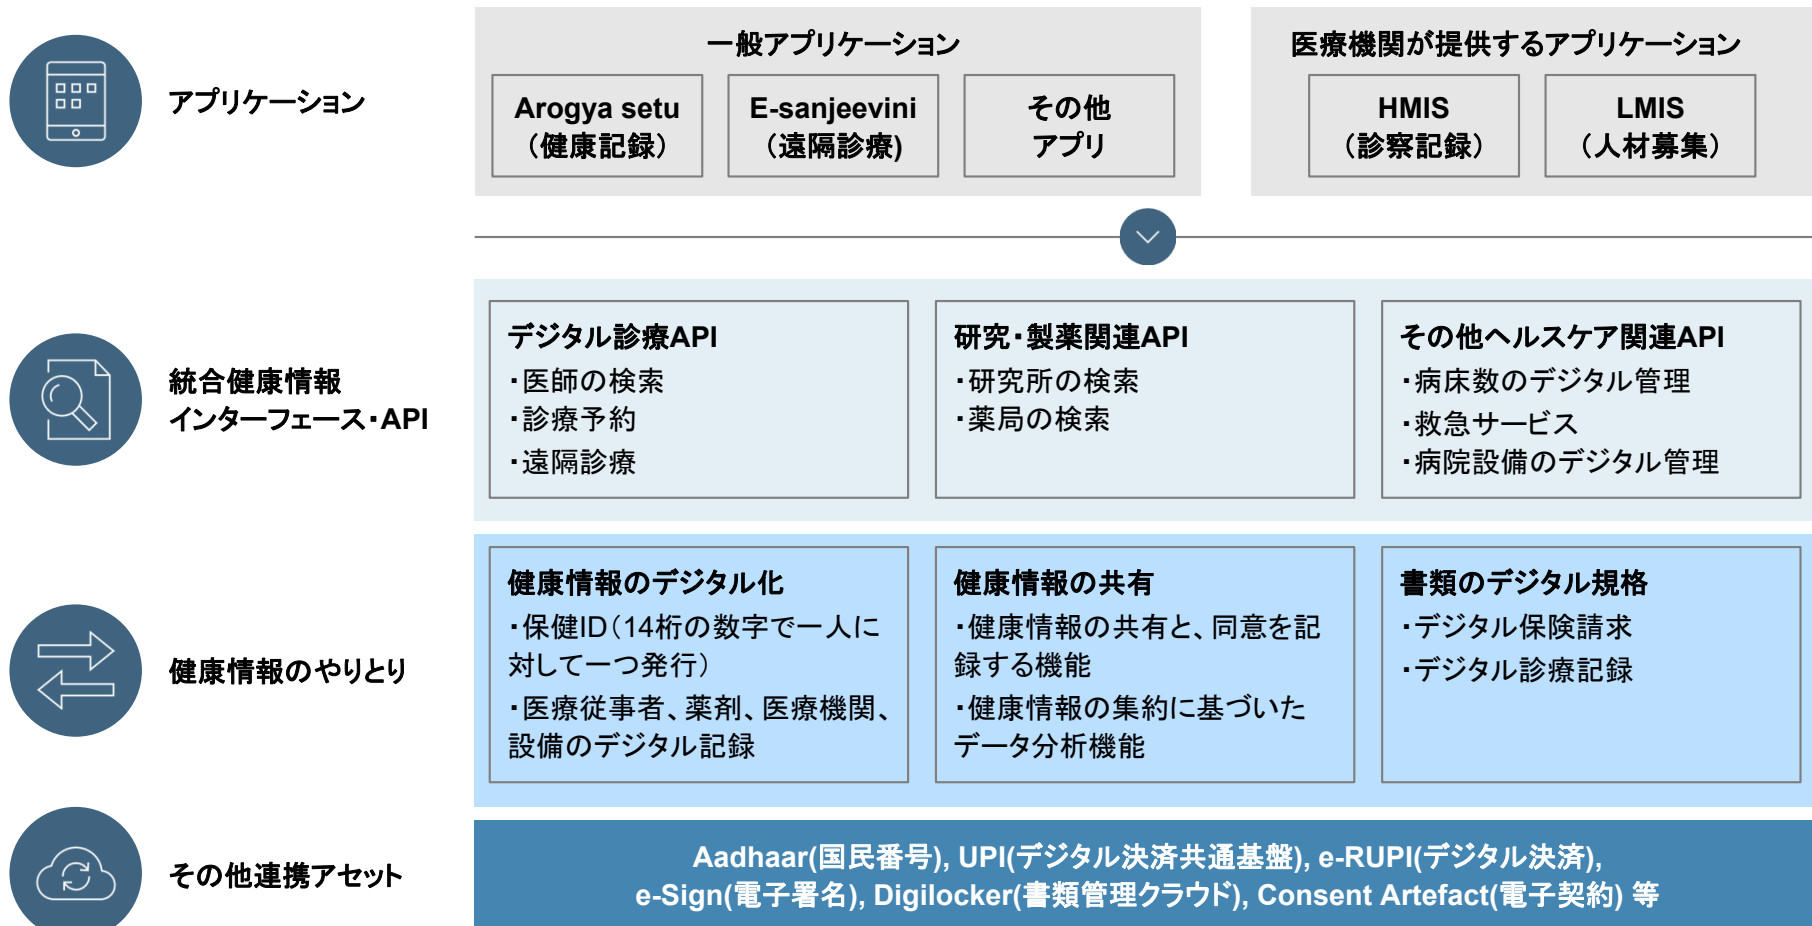 アプリケーション
一般アプリケーション
Arogya setu
（健康記録）
E-sanjeevini
（遠隔診療)
その他
アプリ
医療機関が提供するアプリケーション
HMIS
（診察記録）
LMIS
（人材募集）
統合健康情報
インターフェース・API
デジタル診療API
・医師の検索
・診療予約
・遠隔診療
研究・製薬関連API
・研究所の検索
・薬局の検索
その他ヘルスケア関連API
・病床数のデジタル管理
・救急サービス
・病院設備のデジタル管理
健康情報のやりとり
健康情報のデジタル化
・保健ID（14桁の数字で一人に
対して一つ発行）
・医療従事者、薬剤、医療機関、
設備のデジタル記録
健康情報の共有
・健康情報の共有と、同意を記
録する機能
・健康情報の集約に基づいた
データ分析機能
書類のデジタル規格
・デジタル保険請求
・デジタル診療記録
その他連携アセット
Aadhaar(国民番号), UPI(デジタル決済共通基盤), e-RUPI(デジタル決済),
e-Sign(電子署名), Digilocker(書類管理クラウド), Consent Artefact(電子契約) 等